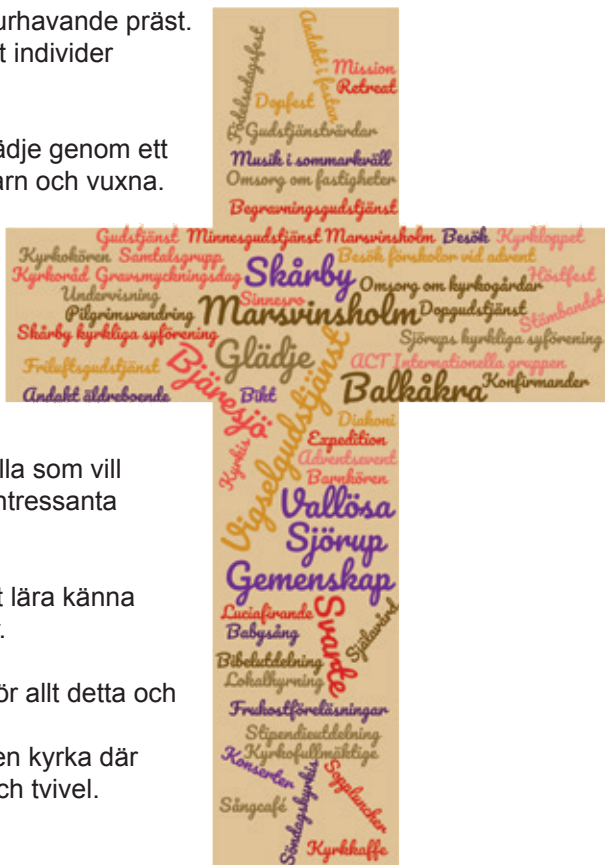 urhavande präst.
t individer
ädje genom ett
arn och vuxna.
lla som vill
ntressanta
t lära känna
ör allt detta och
en kyrka där
ch tvivel.
Födelsedagsfest
Andakt i fastan
Mission
Retreat
Dopfest
Gudstjänstvärdar
Musik i sommarkväll
Omsorg om fastigheter
Begravningsgudstjänst
Gudstjänst Minnesgudstjänst Marsvinsholm Besök Kyrkloppet
Kyrkokören Samtalsgrupp Skårby Besök förskolor vid advent
Kyrkoråd Gravsmyckningsdag Omsorg om kyrkogårdar Höstfest
Undervisning Sinnesro
Pilgrimsvandring Marsvinsholm Dopgudstjänst Stämbandet
Skårby kyrkliga syförening Sjörups kyrkliga syförening
Friluftsgudstjänst Bjäresjö Glädje ACT Internationella gruppen
Andakt äldreboende Bikt Balkåkra Konfirmander
Vigselgudstjänst
Diakoni
Expedition
Kyrkis
Adventsevent
Barnkören
Vallösa
Sjörup
Gemenskap
Luciafirande
Svarte
Själavård
Babysång
Bibelutdelning
Lokalhyrning
Frukostföreläsningar
Stipendieutdelning
Kyrkofullmäktige
Konserter
Söndagskyrkis
Soppluncher
Sångcafé
Kyrkkaffe